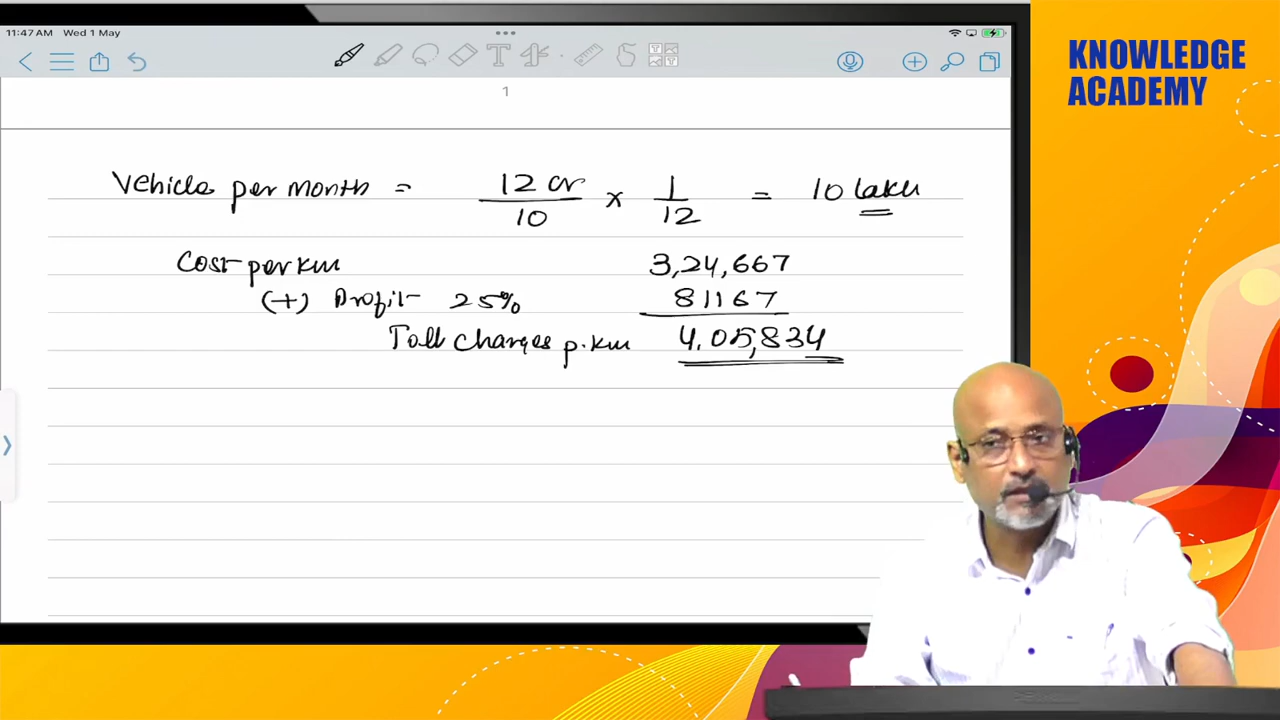 11:47 AM Wed 1 May
KNOWLEDGE
ACADEMY
1
Vehicle per month = 12 cr / 10 x 1 / 12 = 10 lakh
Cost per km 3,24,667
(+) Profit 25% 81167
Toll charges p.km 4,05,834